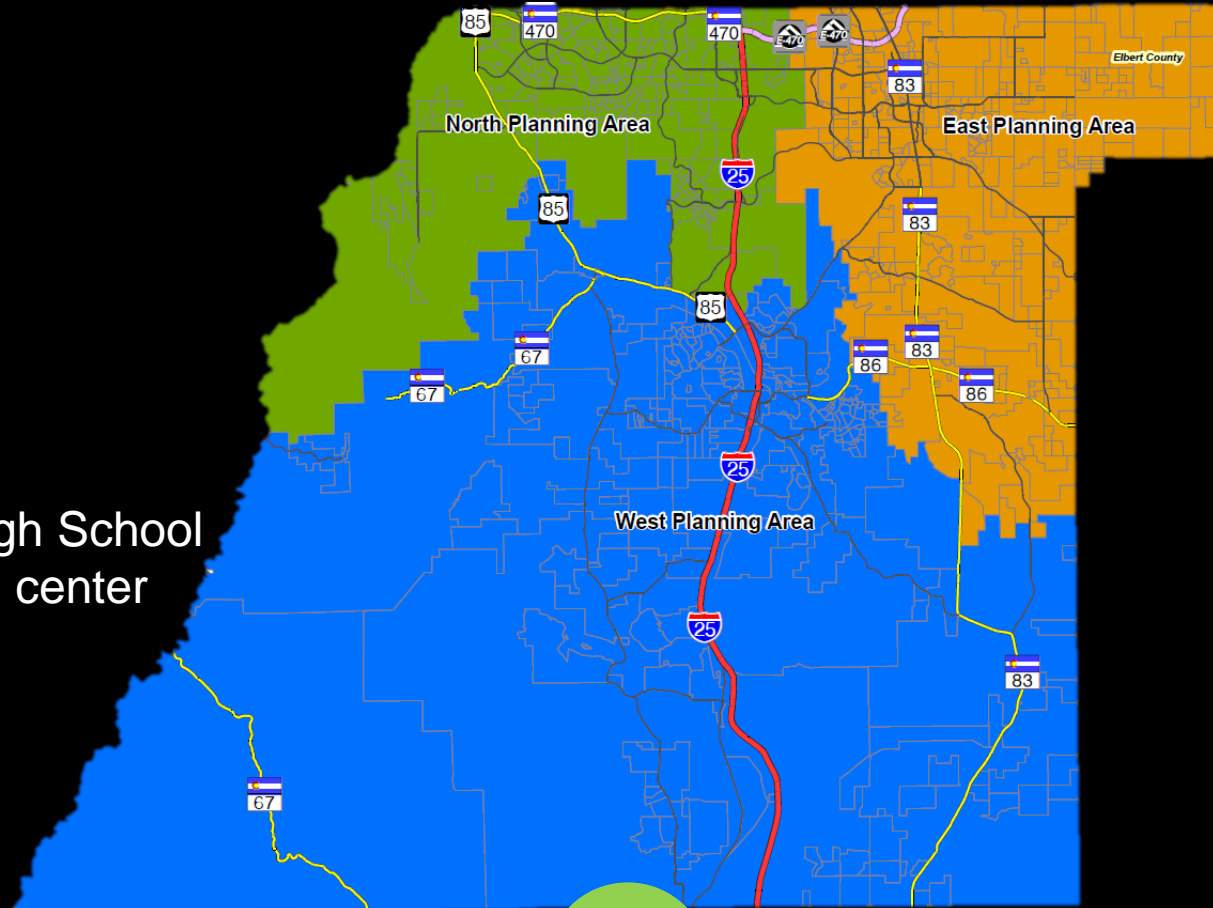 85
470
470
E-470
E-470
Elbert County
83
North Planning Area
East Planning Area
25
85
83
85
67
83
86
67
86
25
West Planning Area
gh School
center
25
83
67